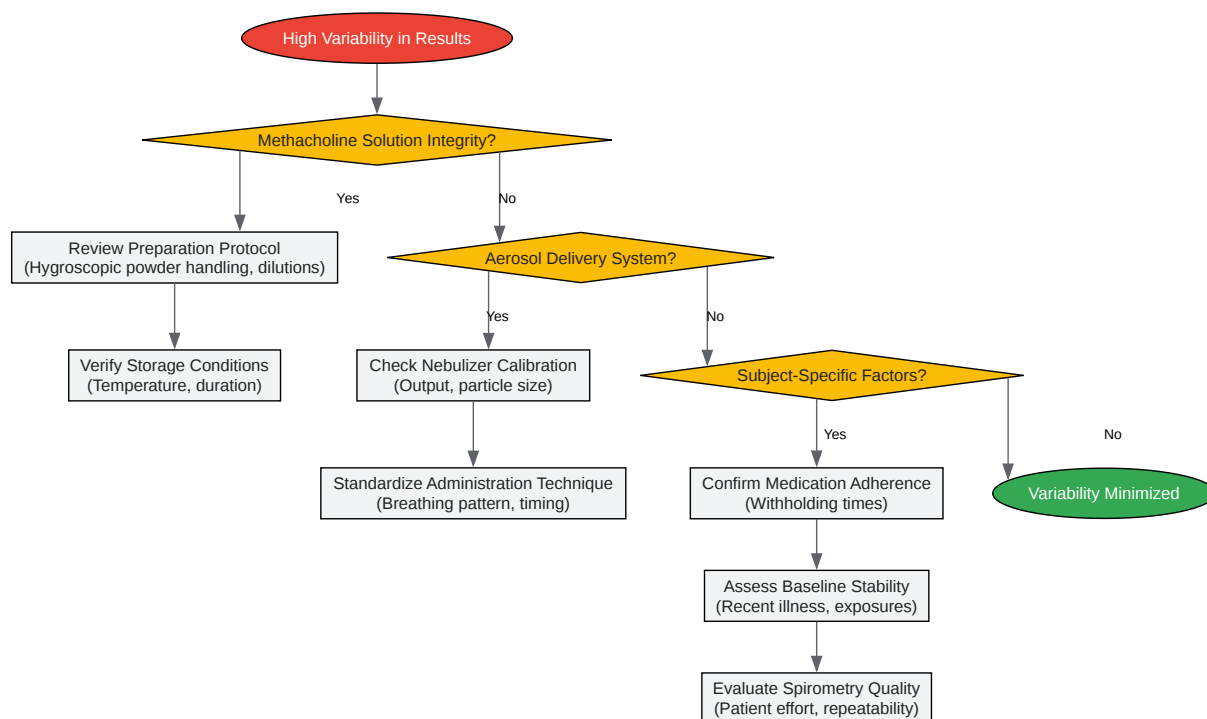 High Variability in Results
Methacholine Solution Integrity?
Yes
No
Review Preparation Protocol
(Hygroscopic powder handling, dilutions)
Aerosol Delivery System?
Yes
No
Verify Storage Conditions
(Temperature, duration)
Check Nebulizer Calibration
(Output, particle size)
Subject-Specific Factors?
Yes
No
Standardize Administration Technique
(Breathing pattern, timing)
Confirm Medication Adherence
(Withholding times)
Variability Minimized
Assess Baseline Stability
(Recent illness, exposures)
Evaluate Spirometry Quality
(Patient effort, repeatability)